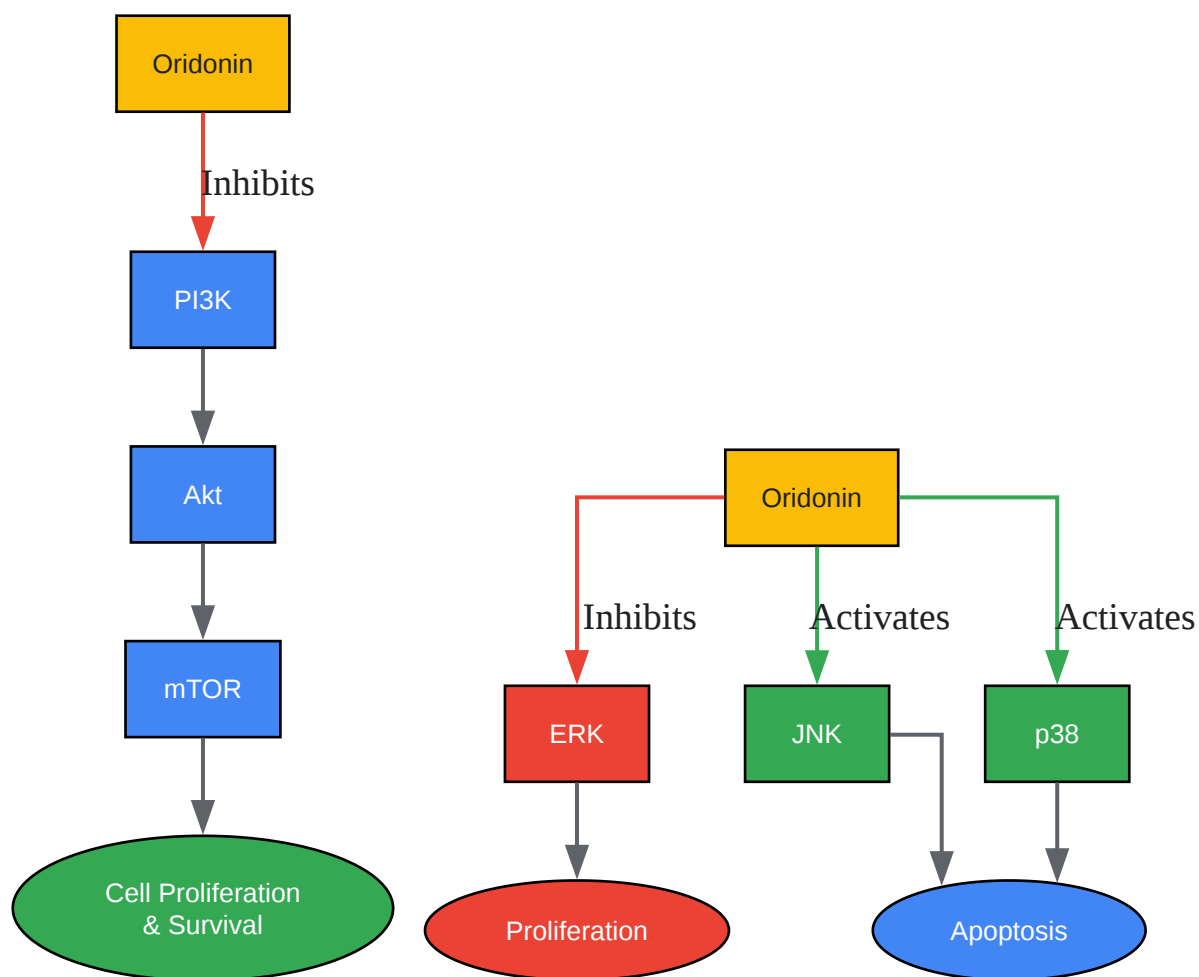 Oridonin
Inhibits
PI3K
Akt
mTOR
Cell Proliferation
& Survival
Oridonin
Inhibits
Activates
Activates
ERK
JNK
p38
Proliferation
Apoptosis